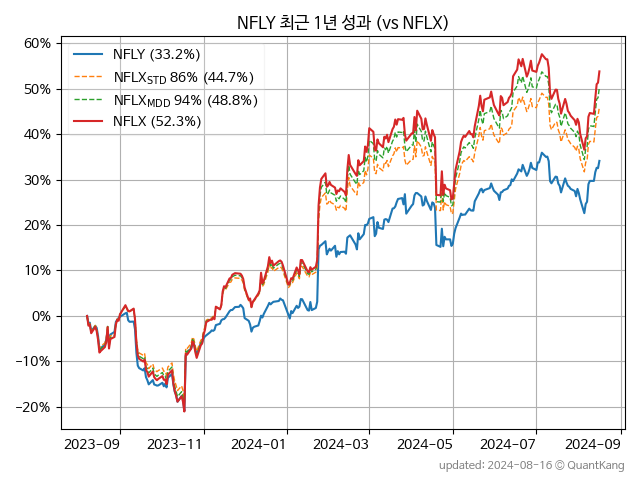 NFLY 최근 1년 성과 (vs NFLX)
60%
50%
40%
30%
20%
10%
0%
−10%
−20%
NFLY (33.2%)
NFLXSTD 86% (44.7%)
NFLXMDD 94% (48.8%)
NFLX (52.3%)
2023−09 2023−11 2024−01 2024−03 2024−05 2024−07 2024−09
updated: 2024-08-16 © QuantKang